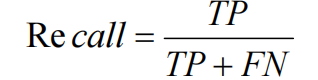 Recall = TP / TP + FN